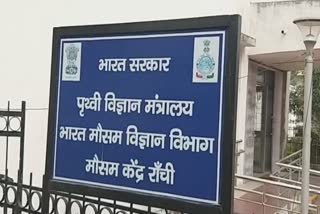 भारत सरकार
पृथ्वी विज्ञान मंत्रालय
भारत मौसम विज्ञान विभाग
मौसम केंद्र राँची